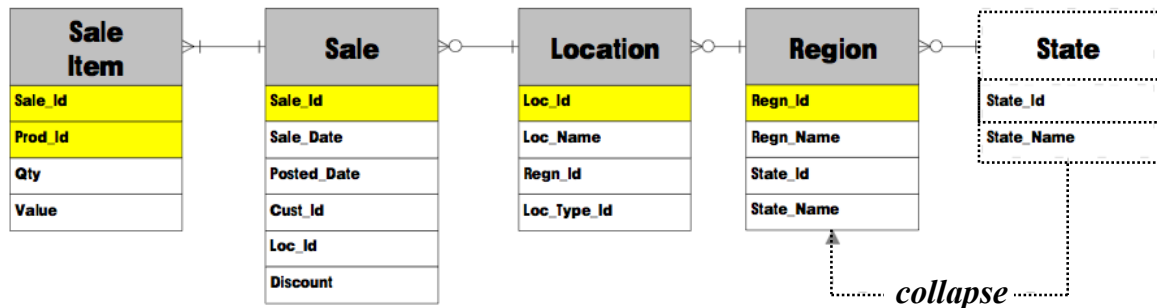 Sale
Item
Sale_Id
Prod_Id
Qty
Value
Sale
Sale_Id
Sale_Date
Posted_Date
Cust_Id
Loc_Id
Discount
Location
Loc_Id
Loc_Name
Regn_Id
Loc_Type_Id
Region
Regn_Id
Regn_Name
State_Id
State_Name
State
State_Id
State_Name
collapse